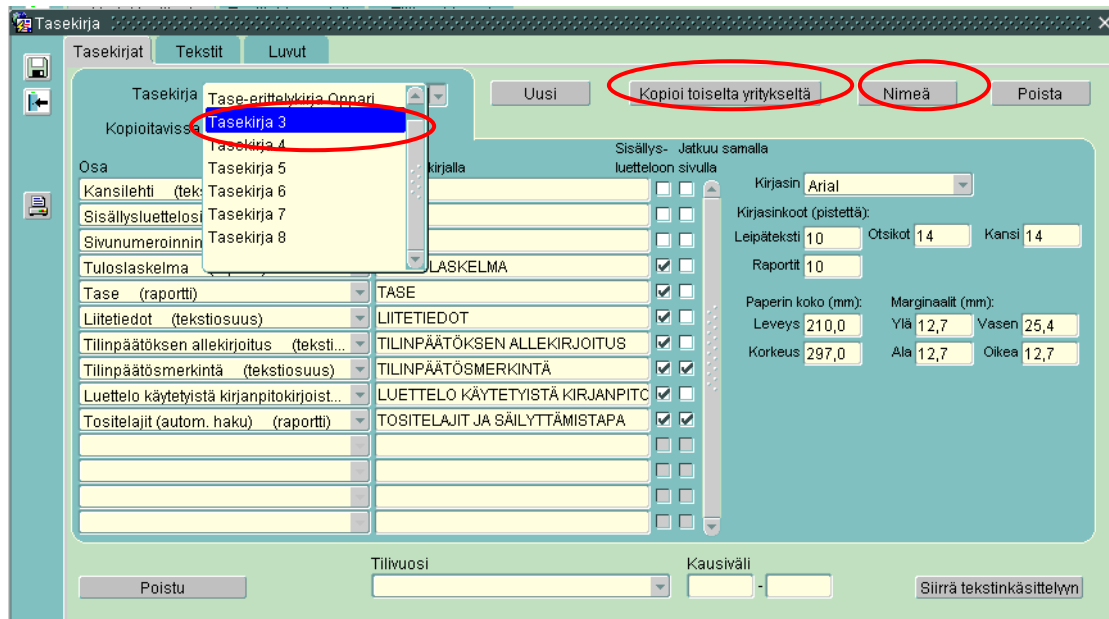 Tasekirja
Tasekirjat Tekstit Luvut
Tasekirja Tase-erittelykirja Oppari Uusi Kopioi toiselta yritykseltä Nimeä Poista
Kopioitavissa Tasekirja 3
Tasekirja 4
Tasekirja 5
Tasekirja 6
Tasekirja 7
Tasekirja 8
Sisällys- Jatkuu samalla
Osa kirjalla luetteloon sivulla
Kansilehti (tek
Sisällysluettelosi
Sivunumeroinnin
Tuloslaskelma LASKELMA
Tase (raportti) TASE
Liitetiedot (tekstiosuus) LIITETIEDOT
Tilinpäätöksen allekirjoitus (teksti... TILINPÄÄTÖKSEN ALLEKIRJOITUS
Tilinpäätösmerkintä (tekstiosuus) TILINPÄÄTÖSMERKINTÄ
Luettelo käytetyistä kirjanpitokirjoist... LUETTELO KÄYTETYISTÄ KIRJANPITO
Tositelajit (autom. haku) (raportti) TOSITELAJIT JA SÄILYTTÄMISTAPA
Kirjasin Arial
Kirjasinkoot (pistettä):
Leipäteksti 10 Otsikot 14 Kansi 14
Raportit 10
Paperin koko (mm): Marginaalit (mm):
Leveys 210,0 Ylä 12,7 Vasen 25,4
Korkeus 297,0 Ala 12,7 Oikea 12,7
Tilivuosi Kausiväli
Poistu - Siirrä tekstinkäsittelyyn